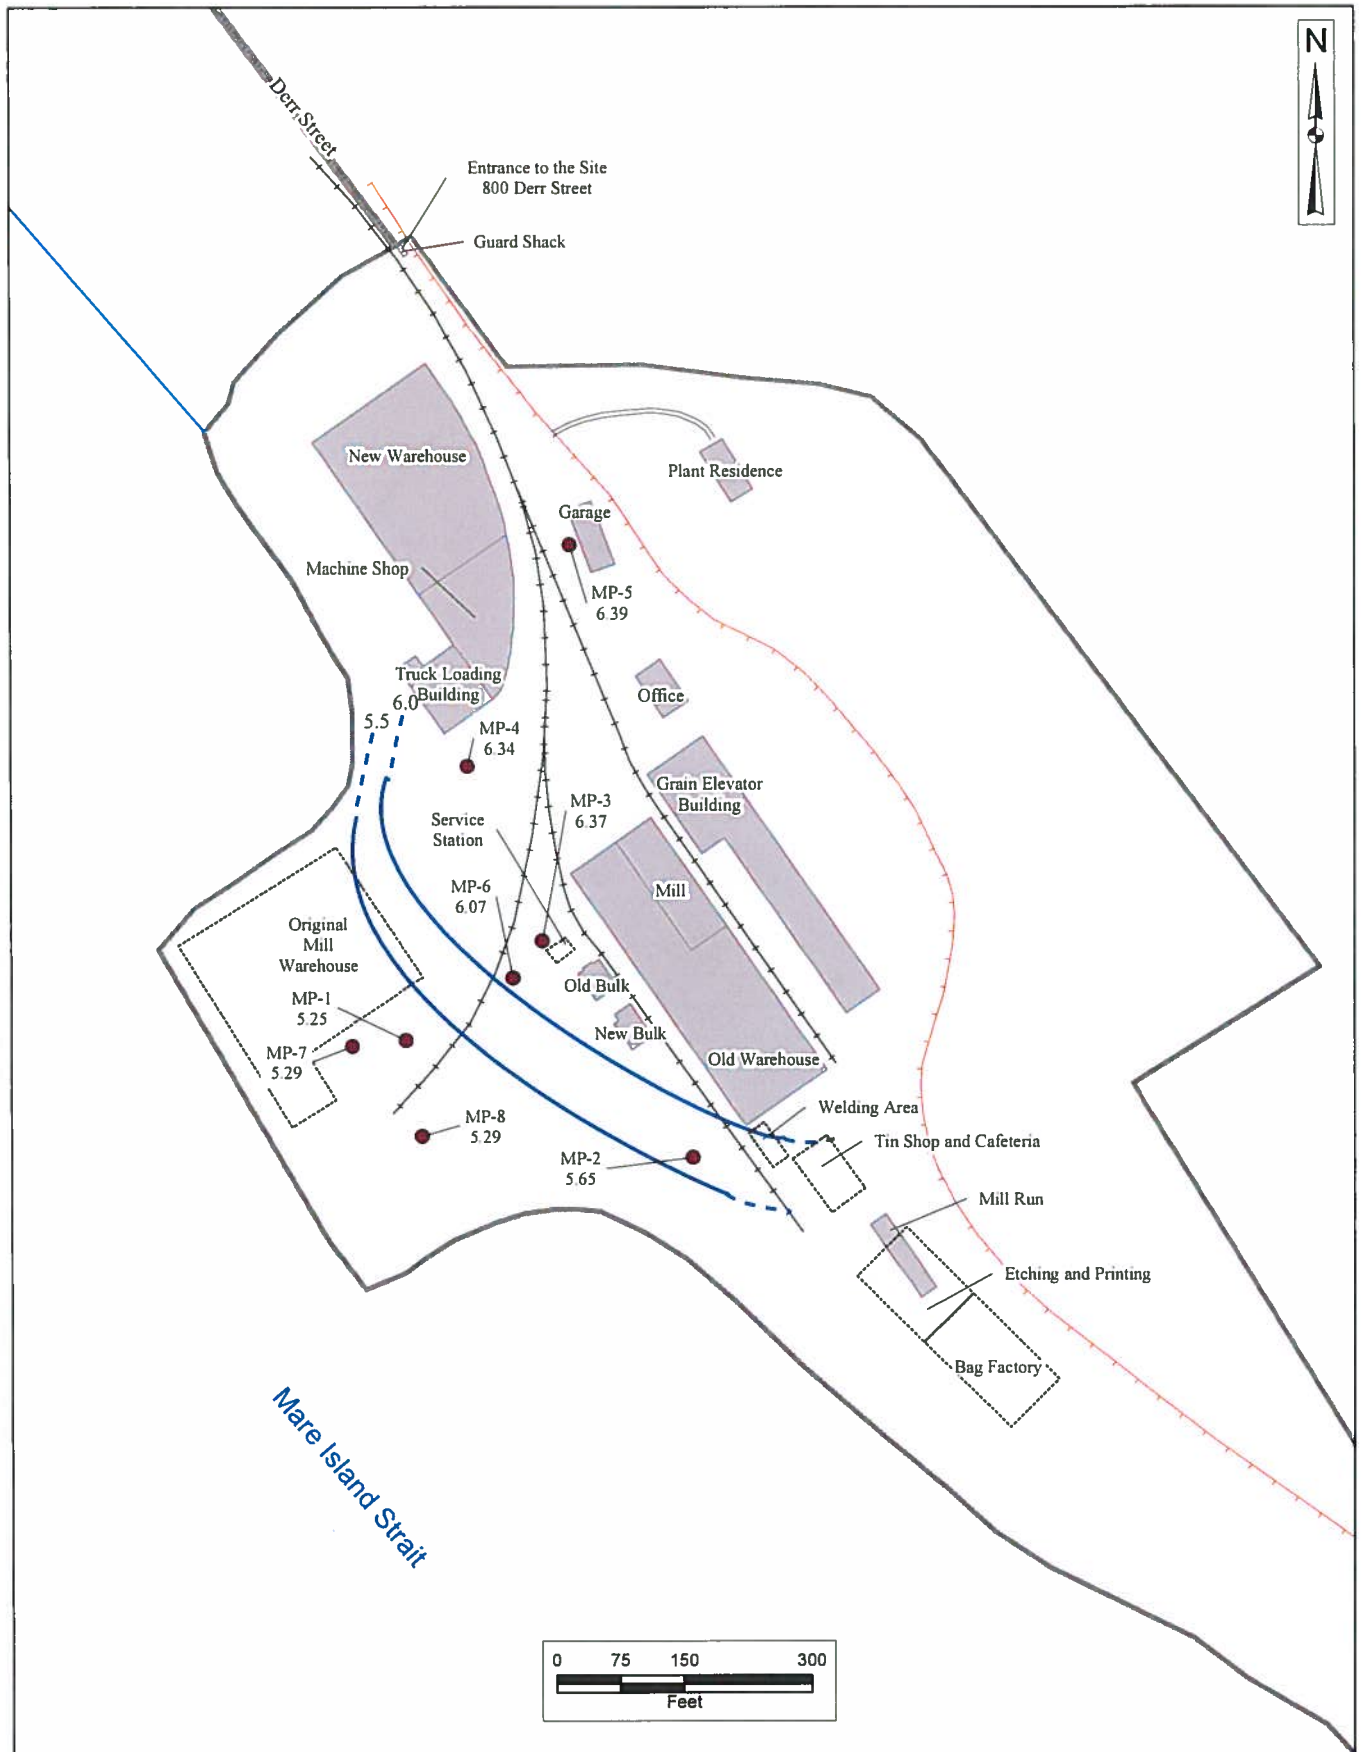 N
Derr Street
Entrance to the Site
800 Derr Street
Guard Shack
New Warehouse
Plant Residence
Garage
Machine Shop
MP-5
6.39
Truck Loading
Building
Office
6.0
5.5
MP-4
6.34
Grain Elevator
Building
MP-3
6.37
Service
Station
Mill
MP-6
6.07
Original
Mill
Warehouse
Old Bulk
MP-1
5.25
New Bulk
Old Warehouse
MP-7
5.29
Welding Area
MP-8
5.29
Tin Shop and Cafeteria
MP-2
5.65
Mill Run
Etching and Printing
Bag Factory
Mare Island Strait
0 75 150 300
Feet